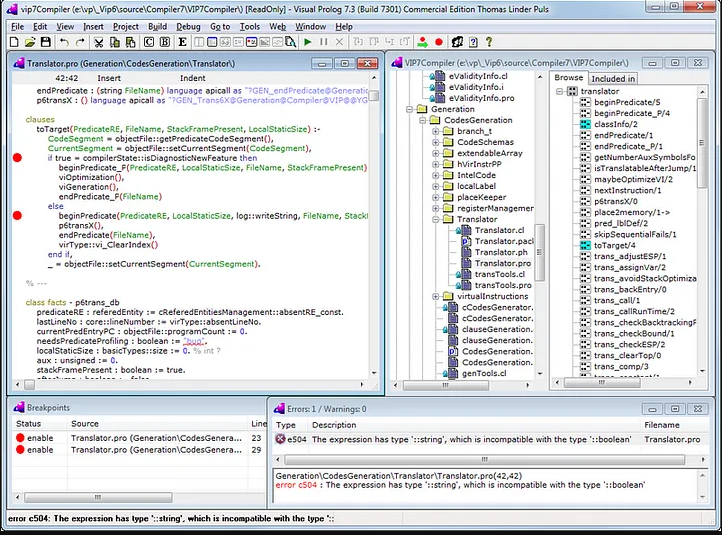 vip7Compiler (e:\vp\_Vip6\source\Compiler7\VIP7Compiler\) [ReadOnly] - Visual Prolog 7.3 (Build 7301) Commercial Edition Thomas Linder Puls
File Edit View Insert Project Build Debug Go to Tools Web Window Help
Translator.pro (Generation\CodesGeneration\Translator\)
42:42 Insert Indent
endPredicate : (string FileName) language apicall as "?GEN_endPredicate@Generatio
p6transX : () language apicall as "?GEN_Trans6X@Generation@Compiler@VIP@@YG
clauses
toTarget(PredicateRE, FileName, StackFramePresent, LocalStaticSize) :-
CodeSegment = objectFile::getPredicateCodeSegment(),
CurrentSegment = objectFile::setCurrentSegment(CodeSegment),
if true = compilerState::isDiagnosticNewFeature then
beginPredicate_P(PredicateRE, LocalStaticSize, FileName, StackFramePresent)
viOptimization(),
viGeneration(),
endPredicate_P(FileName)
else
beginPredicate(PredicateRE, LocalStaticSize, log::writeString, FileName, Stack
p6transX(),
endPredicate(FileName),
virType::vi_ClearIndex()
end if,
_ = objectFile::setCurrentSegment(CurrentSegment).
% ---
class facts - p6trans_db
predicateRE : referedEntity := cReferedEntitiesManagement::absentRE_const.
lastLineNo : core::lineNumber := virType::absentLineNo.
currentPredEntryPC : objectFile::programCount := 0.
needsPredicateProfiling : boolean := "bug".
localStaticSize : basicTypes::size := 0. % int ?
aux : unsigned := 0.
stackFramePresent : boolean := true.
VIP7Compiler (e:\vp\_Vip6\source\Compiler7\VIP7Compiler\)
eValidityInfo.cl
eValidityInfo.i
eValidityInfo.pro
Generation
CodesGeneration
branch_t
CodeSchemas
extendableArray
hVirInstrPP
IntelCode
localLabel
placeKeeper
registerManagemen
Translator
Translator.cl
Translator.pack
Translator.ph
Translator.pro
transTools.cl
transTools.pro
virtualInstructions
cCodesGenerator.
cCodesGenerator.
clauseGeneration.
clauseGeneration.
CodesGeneration.
CodesGeneration.
genTools.cl
Browse Included in
translator
beginPredicate/5
beginPredicate_P/4
classInfo/2
endPredicate/1
endPredicate_P/1
getNumberAuxSymbolsFo
isTranslatableAfterJump/1
maybeOptimizeVI/2
nextInstruction/1
p6transX/0
place2memory/1->
pred_lblDef/2
skipSequentialFails/1
toTarget/4
trans_adjustESP/1
trans_assignVar/2
trans_avoidStackOptimiza
trans_backEntry/0
trans_call/1
trans_callRunTime/2
trans_checkBacktrackingF
trans_checkBound/1
trans_checkESP/2
trans_clearTop/0
trans_comp/3
trans_constant/1
Breakpoints
Status Source Line
enable Translator.pro (Generation\CodesGenera... 23
enable Translator.pro (Generation\CodesGenera... 29
Errors: 1 / Warnings: 0
Type Description Filename
e504 The expression has type '::string', which is incompatible with the type '::boolean' Translator.pro
Generation\CodesGeneration\Translator\Translator.pro(42,42)
error c504 : The expression has type '::string', which is incompatible with the type '::boolean'
error c504: The expression has type '::string', which is incompatible with the type '::